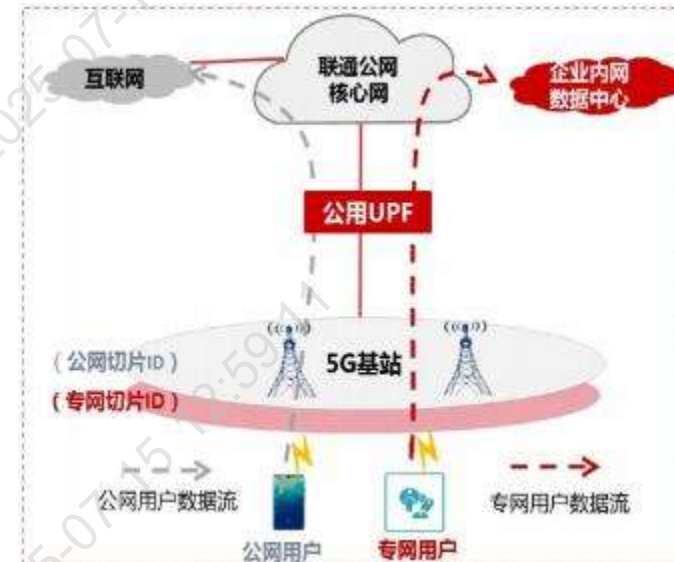 互联网
联通公网
核心网
企业内网
数据中心
公用UPF
（公网切片ID）
5G基站
（专网切片ID）
公网用户数据流
专网用户数据流
公网用户
专网用户